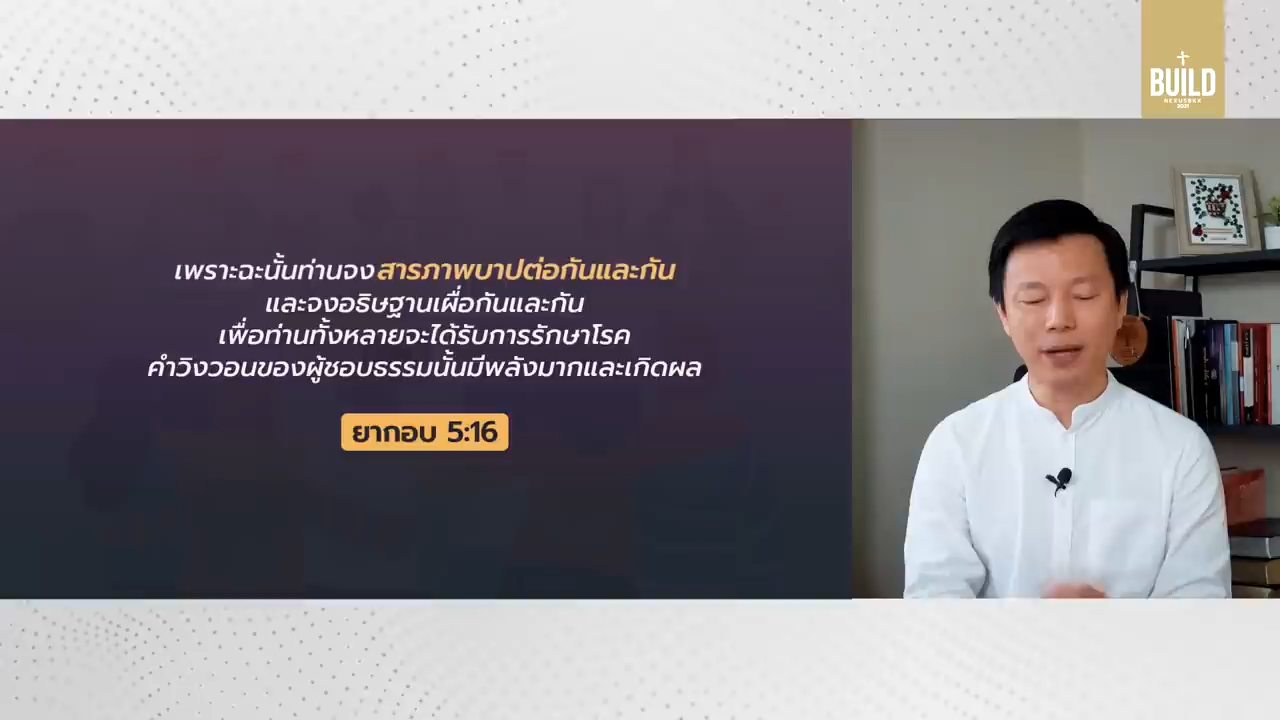 BUILD
NEXUSBKK
2021
เพราะฉะนั้นท่านจงสารภาพบาปต่อกันและกัน
และจงอธิษฐานเผื่อกันและกัน
เพื่อท่านทั้งหลายจะได้รับการรักษาโรค
คำวิงวอนของผู้ชอบธรรมนั้นมีพลังมากและเกิดผล
ยากอบ 5:16